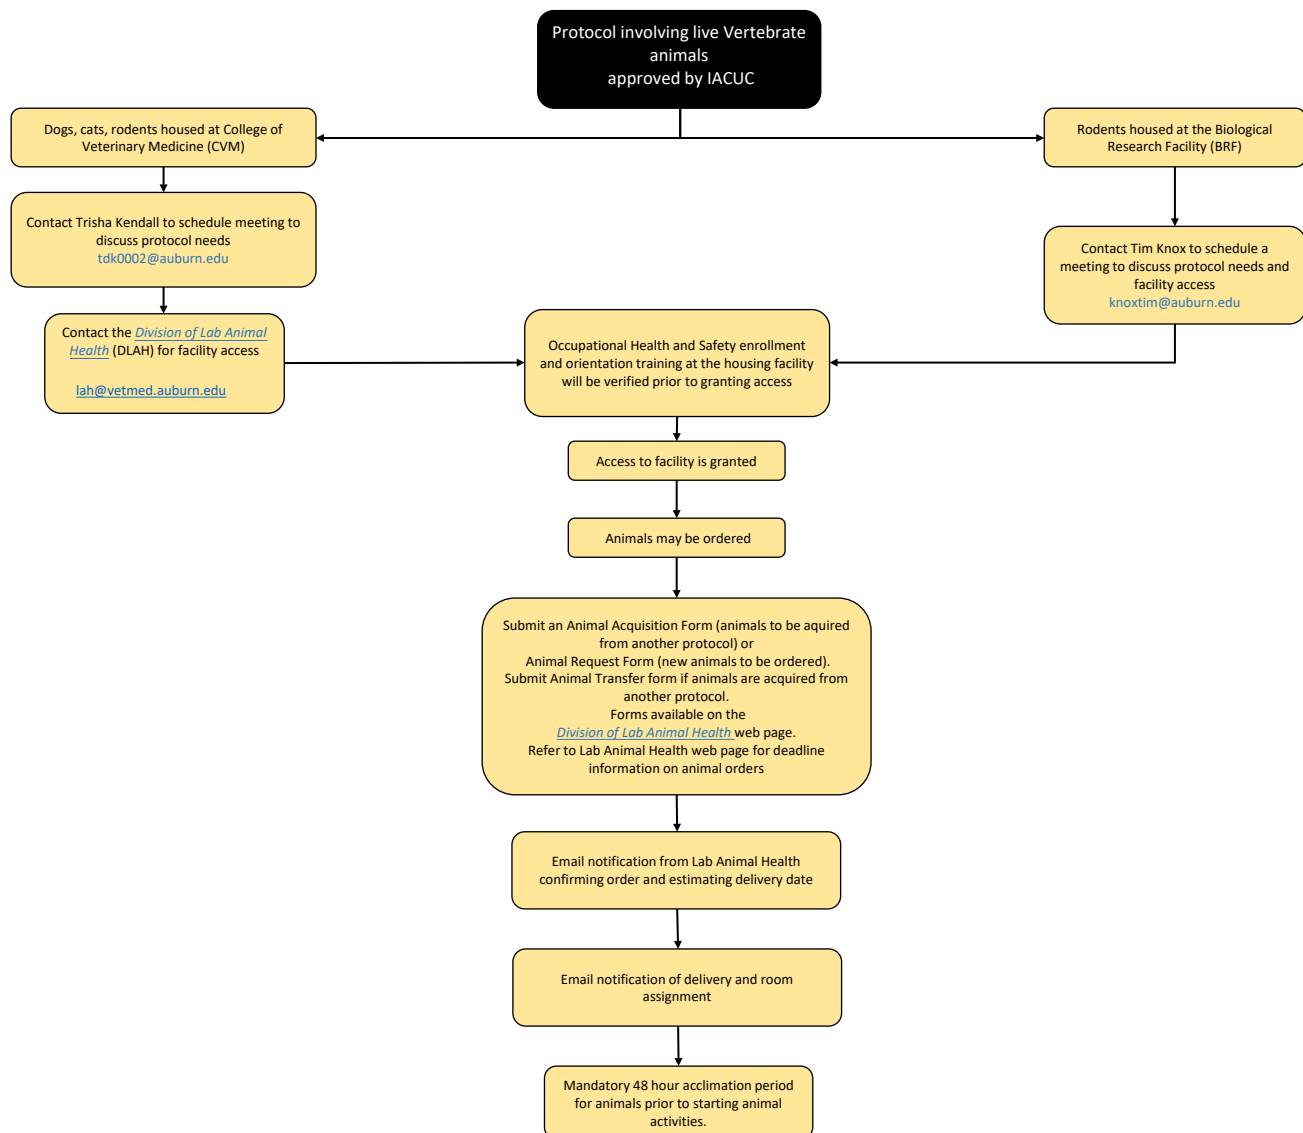 Protocol involving live Vertebrate
animals
approved by IACUC
Dogs, cats, rodents housed at College of
Veterinary Medicine (CVM)
Rodents housed at the Biological
Research Facility (BRF)
Contact Trisha Kendall to schedule meeting to
discuss protocol needs
tdk0002@auburn.edu
Contact Tim Knox to schedule a
meeting to discuss protocol needs and
facility access
knoxtim@auburn.edu
Contact the Division of Lab Animal
Health (DLAH) for facility access
lah@vetmed.auburn.edu
Occupational Health and Safety enrollment
and orientation training at the housing facility
will be verified prior to granting access
Access to facility is granted
Animals may be ordered
Submit an Animal Acquisition Form (animals to be aquired
from another protocol) or
Animal Request Form (new animals to be ordered).
Submit Animal Transfer form if animals are acquired from
another protocol.
Forms available on the
Division of Lab Animal Health web page.
Refer to Lab Animal Health web page for deadline
information on animal orders
Email notification from Lab Animal Health
confirming order and estimating delivery date
Email notification of delivery and room
assignment
Mandatory 48 hour acclimation period
for animals prior to starting animal
activities.